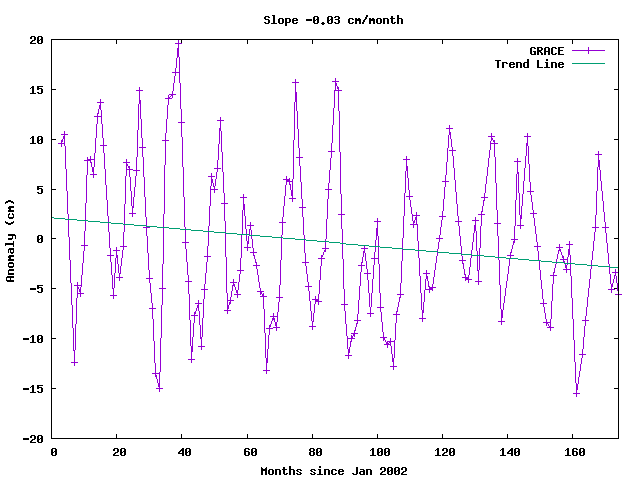 Slope -0.03 cm/month
GRACE
Trend Line
20
15
10
5
0
-5
-10
-15
-20
Anomaly (cm)
0 20 40 60 80 100 120 140 160
Months since Jan 2002